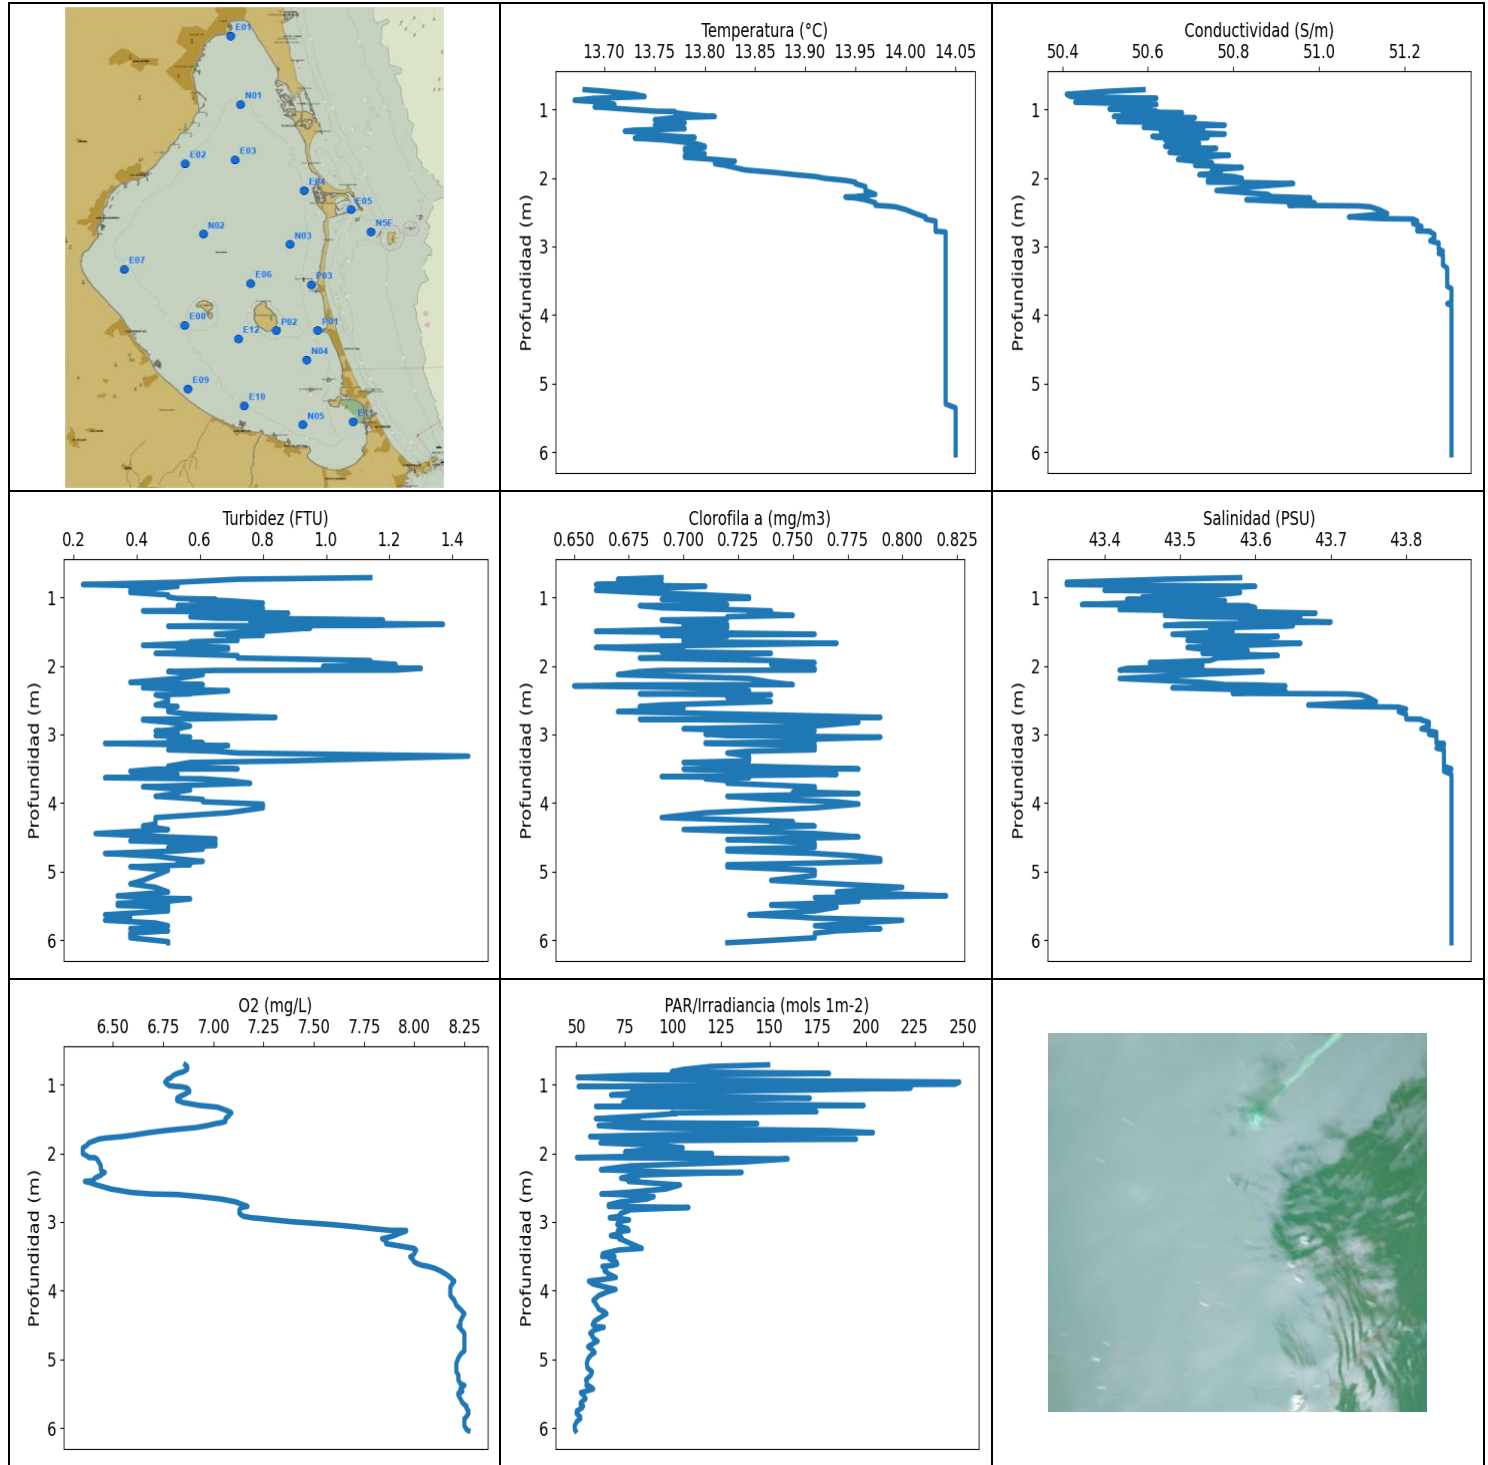 E01
N01
E03
E02
E04
E05
N5F
N02
N03
E07
E06
P03
E08
P02
P01
E12
N04
E09
E10
N05
E11
Temperatura (°C)
13.70 13.75 13.80 13.85 13.90 13.95 14.00 14.05
Profundidad (m)
1
2
3
4
5
6
Conductividad (S/m)
50.4 50.6 50.8 51.0 51.2
Profundidad (m)
1
2
3
4
5
6
Turbidez (FTU)
0.2 0.4 0.6 0.8 1.0 1.2 1.4
Profundidad (m)
1
2
3
4
5
6
Clorofila a (mg/m3)
0.650 0.675 0.700 0.725 0.750 0.775 0.800 0.825
Profundidad (m)
1
2
3
4
5
6
Salinidad (PSU)
43.4 43.5 43.6 43.7 43.8
Profundidad (m)
1
2
3
4
5
6
O2 (mg/L)
6.50 6.75 7.00 7.25 7.50 7.75 8.00 8.25
Profundidad (m)
1
2
3
4
5
6
PAR/Irradiancia (mols 1m-2)
50 75 100 125 150 175 200 225 250
Profundidad (m)
1
2
3
4
5
6